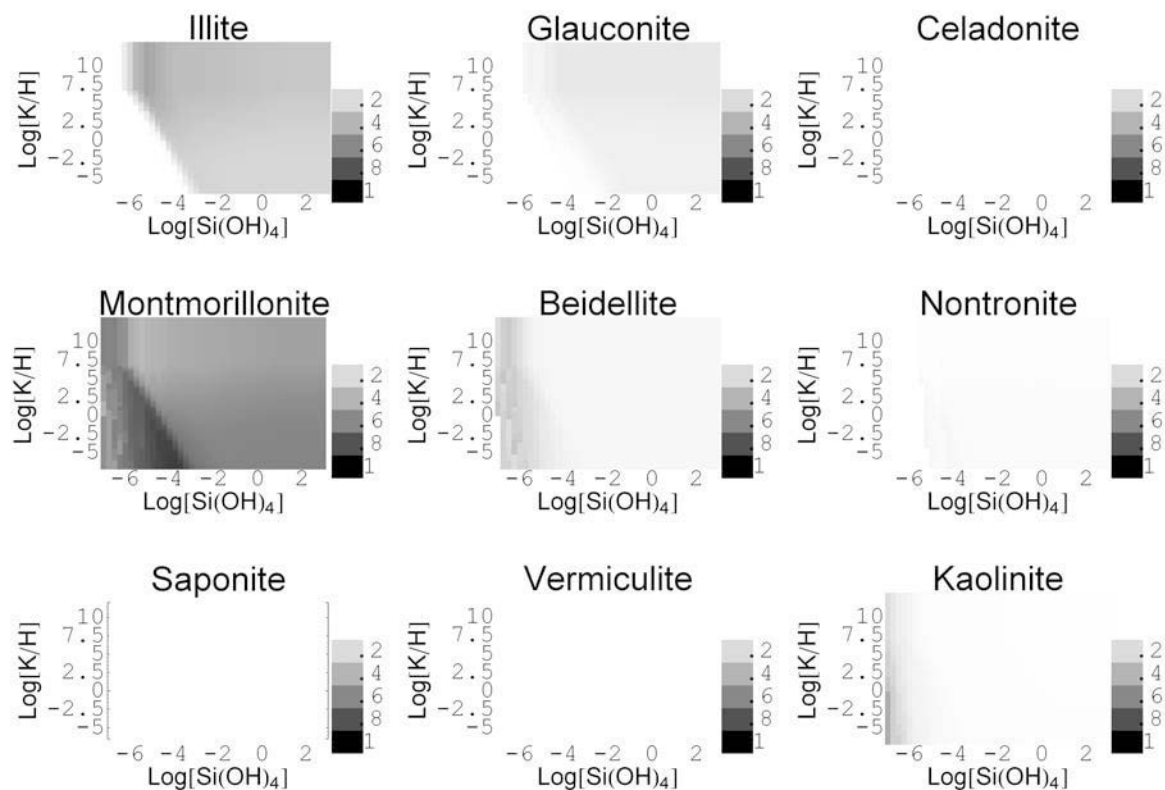 Illite Glauconite Celadonite
Log[K/H] 10 7.5 5 2.5 0 -2.5 -5
.2 .4 .6 .8 1
-6 -4 -2 0 2
Log[Si(OH)4]
Log[K/H] 10 7.5 5 2.5 0 -2.5 -5
.2 .4 .6 .8 1
-6 -4 -2 0 2
Log[Si(OH)4]
Log[K/H] 10 7.5 5 2.5 0 -2.5 -5
.2 .4 .6 .8 1
-6 -4 -2 0 2
Log[Si(OH)4]
Montmorillonite Beidellite Nontronite
Log[K/H] 10 7.5 5 2.5 0 -2.5 -5
.2 .4 .6 .8 1
-6 -4 -2 0 2
Log[Si(OH)4]
Log[K/H] 10 7.5 5 2.5 0 -2.5 -5
.2 .4 .6 .8 1
-6 -4 -2 0 2
Log[Si(OH)4]
Log[K/H] 10 7.5 5 2.5 0 -2.5 -5
.2 .4 .6 .8 1
-6 -4 -2 0 2
Log[Si(OH)4]
Saponite Vermiculite Kaolinite
Log[K/H] 10 7.5 5 2.5 0 -2.5 -5
.2 .4 .6 .8 1
-6 -4 -2 0 2
Log[Si(OH)4]
Log[K/H] 10 7.5 5 2.5 0 -2.5 -5
.2 .4 .6 .8 1
-6 -4 -2 0 2
Log[Si(OH)4]
Log[K/H] 10 7.5 5 2.5 0 -2.5 -5
.2 .4 .6 .8 1
-6 -4 -2 0 2
Log[Si(OH)4]